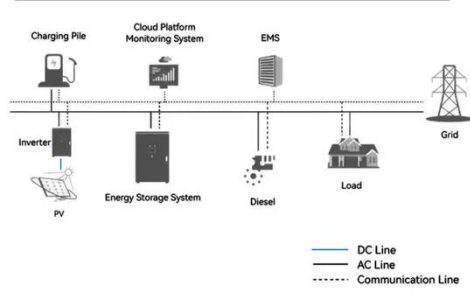 Charging Pile
Cloud Platform
Monitoring System
EMS
Grid
Inverter
PV
Energy Storage System
Diesel
Load
DC Line
AC Line
Communication Line